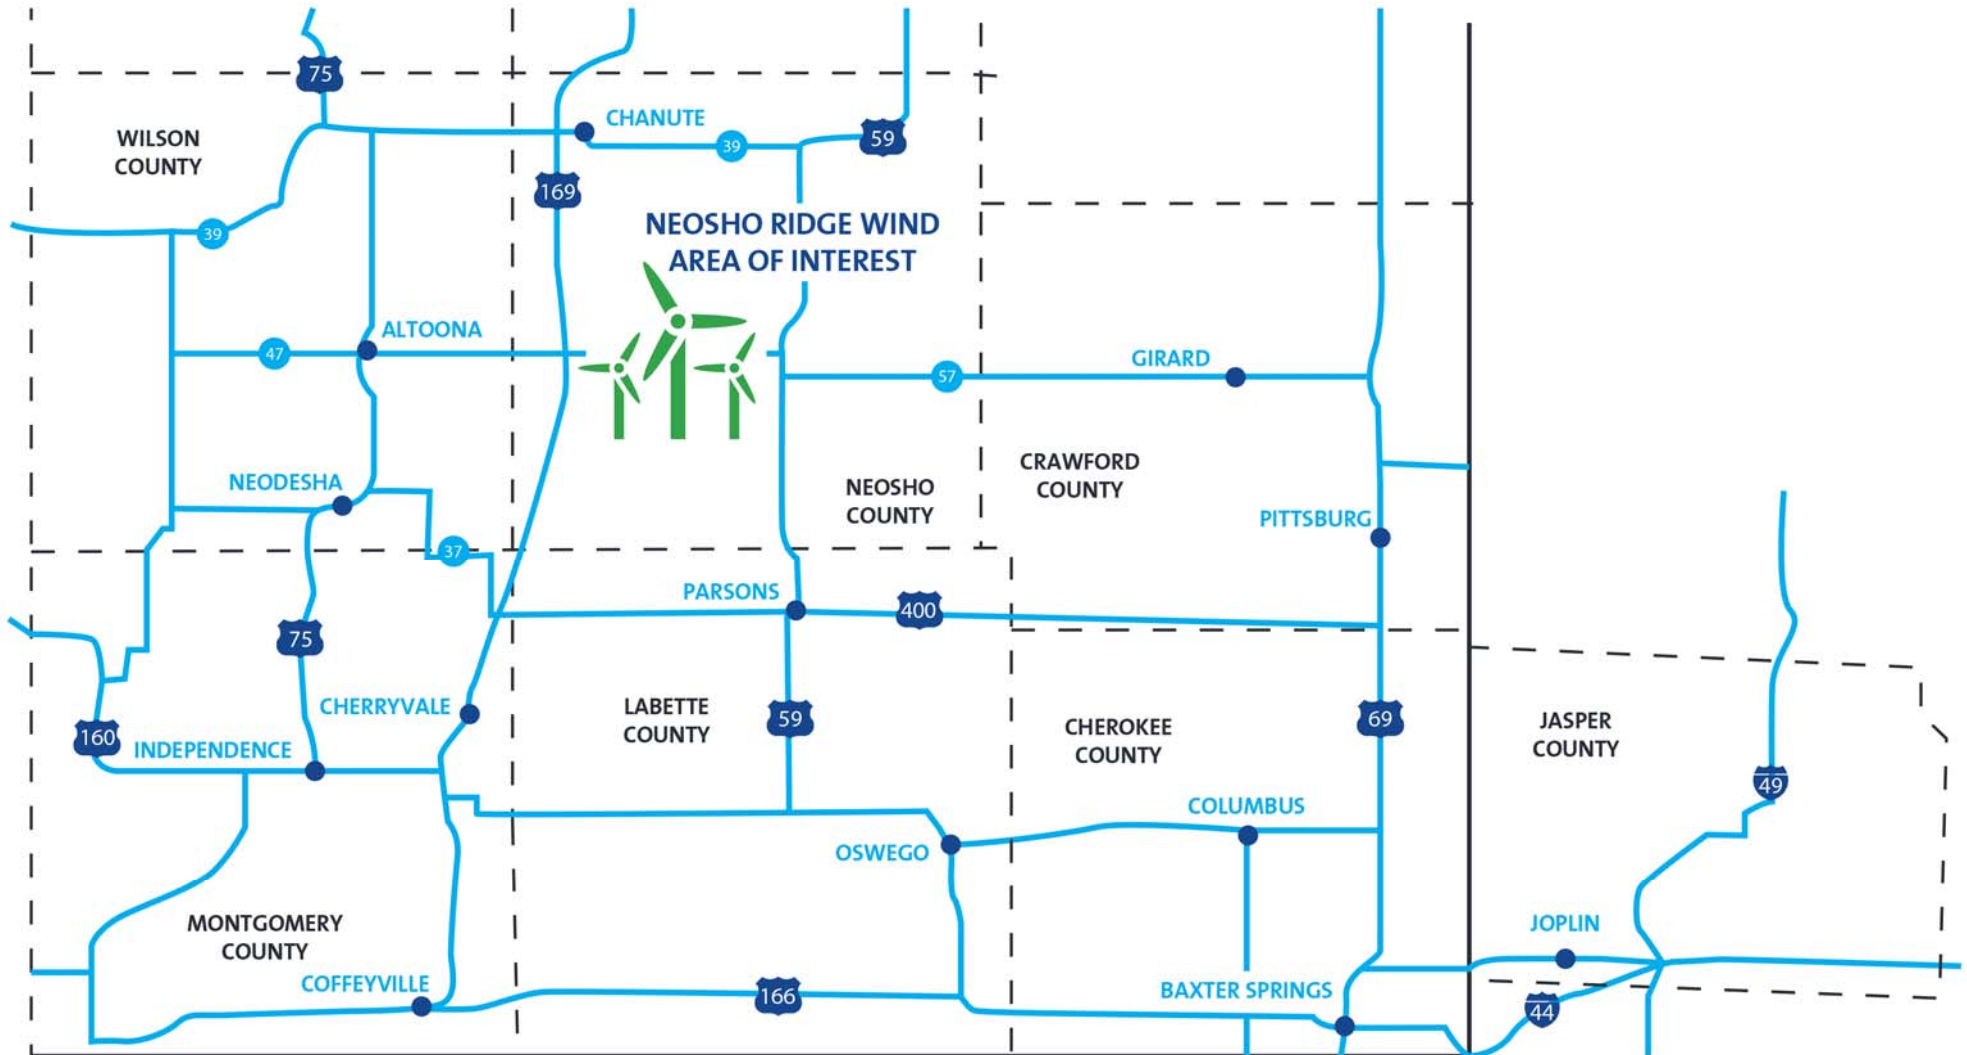 75
CHANUTE
WILSON
COUNTY
39
59
169
NEOSHO RIDGE WIND
AREA OF INTEREST
39
ALTOONA
47
GIRARD
57
CRAWFORD
COUNTY
NEODESHA
NEOSHO
COUNTY
PITTSBURG
37
PARSONS
400
75
CHERRYVALE
LABETTE
COUNTY
59
69
CHEROKEE
COUNTY
JASPER
COUNTY
160
INDEPENDENCE
49
COLUMBUS
OSWEGO
MONTGOMERY
COUNTY
JOPLIN
COFFEYVILLE
166
BAXTER SPRINGS
44